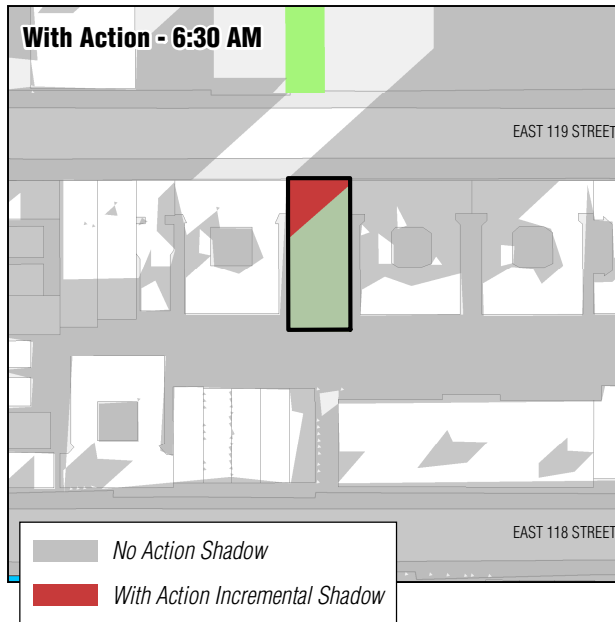 With Action - 6:30 AM
EAST 119 STREET
EAST 118 STREET
No Action Shadow
With Action Incremental Shadow